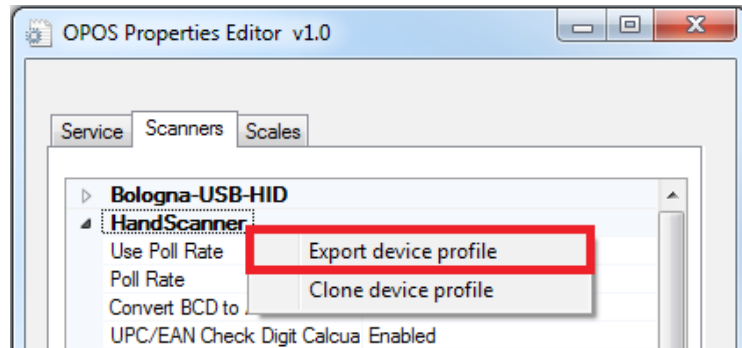 OPOS Properties Editor v1.0
Service Scanners Scales
Bologna-USB-HID
HandScanner
Use Poll Rate Export device profile
Poll Rate
Clone device profile
Convert BCD to
UPC/EAN Check Digit Calcua Enabled